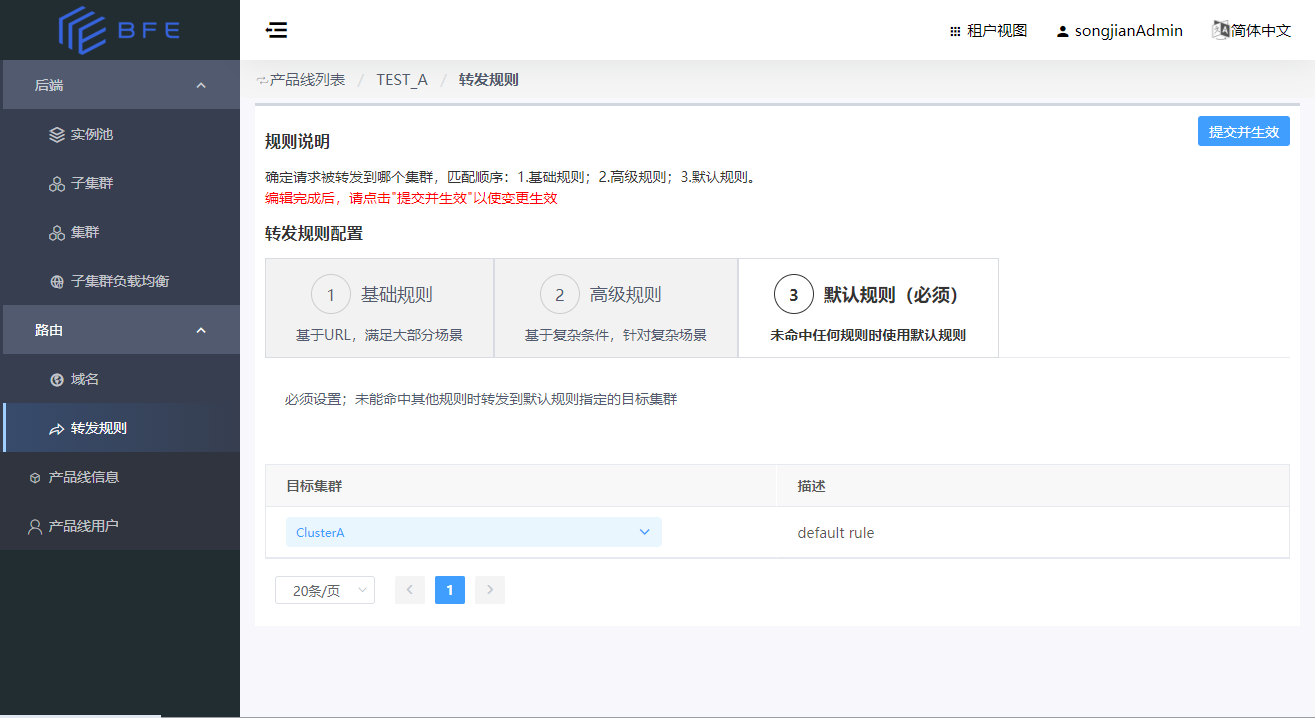 BFE
租户视图
songjianAdmin
简体中文
后端
实例池
子集群
集群
子集群负载均衡
路由
域名
转发规则
产品线信息
产品线用户
产品线列表 / TEST_A / 转发规则
规则说明
提交并生效
确定请求被转发到哪个集群，匹配顺序：1.基础规则；2.高级规则；3.默认规则。
编辑完成后，请点击"提交并生效"以使变更生效
转发规则配置
1 基础规则
基于URL，满足大部分场景
2 高级规则
基于复杂条件，针对复杂场景
3 默认规则（必须）
未命中任何规则时使用默认规则
必须设置；未能命中其他规则时转发到默认规则指定的目标集群
目标集群 描述
ClusterA default rule
20条/页 1